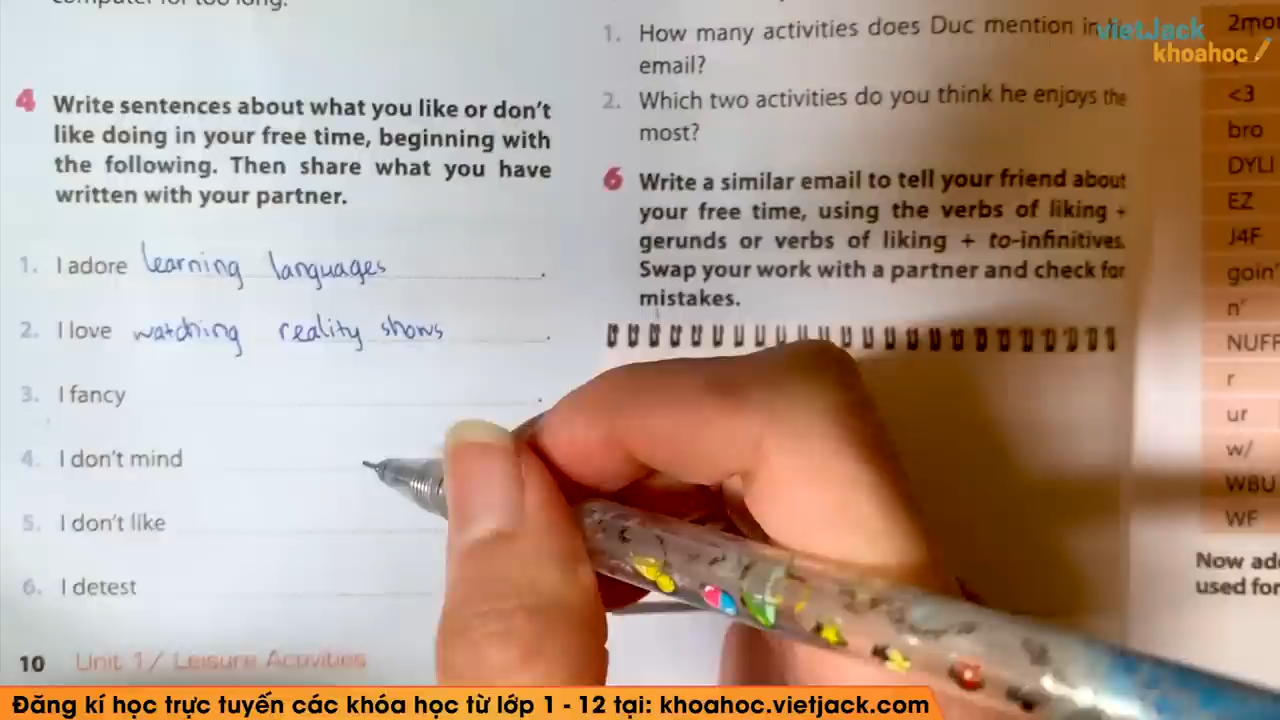 computer for too long.
4 Write sentences about what you like or don't
like doing in your free time, beginning with
the following. Then share what you have
written with your partner.
1. I adore learning languages.
2. I love watching reality shows.
3. I fancy .
4. I don't mind
5. I don't like
6. I detest
10 Unit 1/ Leisure Activities
1. How many activities does Duc mention in
email?
2. Which two activities do you think he enjoys the
most?
6 Write a similar email to tell your friend about
your free time, using the verbs of liking +
gerunds or verbs of liking + to-infinitives.
Swap your work with a partner and check for
mistakes.
vietJack
khoahoc
<3
bro
DYLI
EZ
J4F
goin'
n'
NUFF
r
ur
w/
WBU
WF
Now ad
used for
Đăng kí học trực tuyến các khóa học từ lớp 1 - 12 tại: khoahoc.vietjack.com